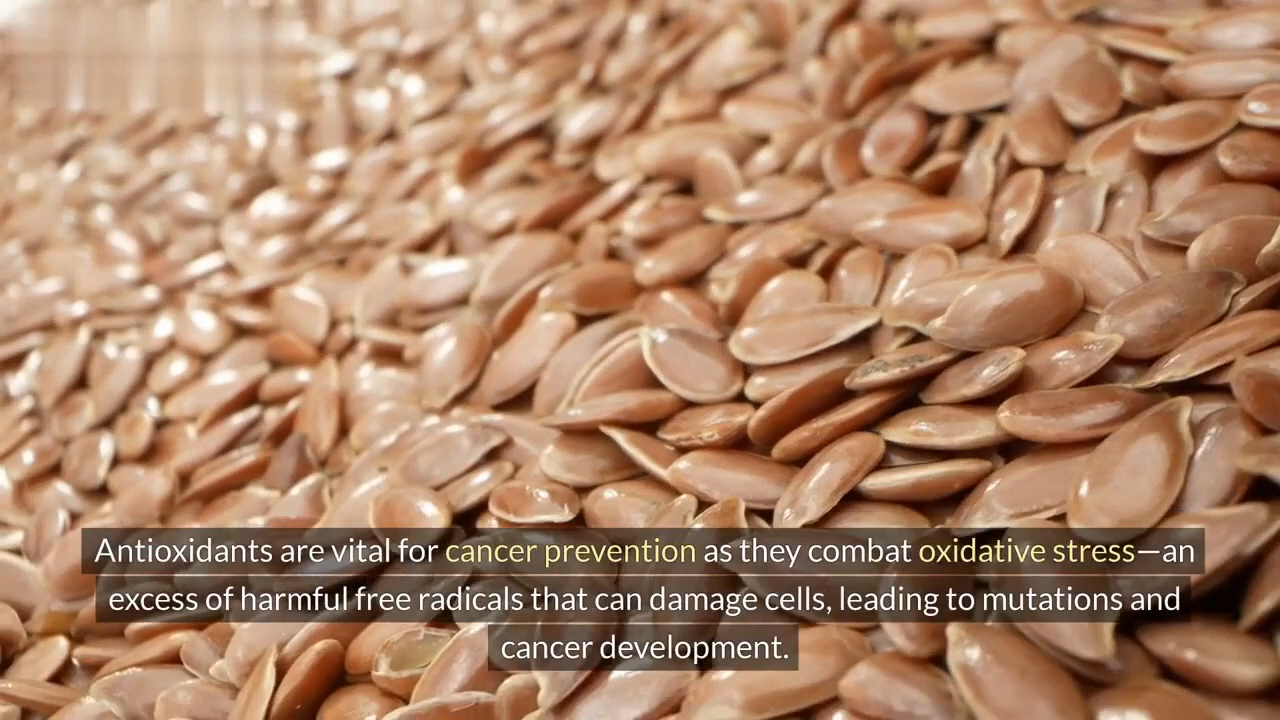 Antioxidants are vital for cancer prevention as they combat oxidative stress—an
excess of harmful free radicals that can damage cells, leading to mutations and
cancer development.